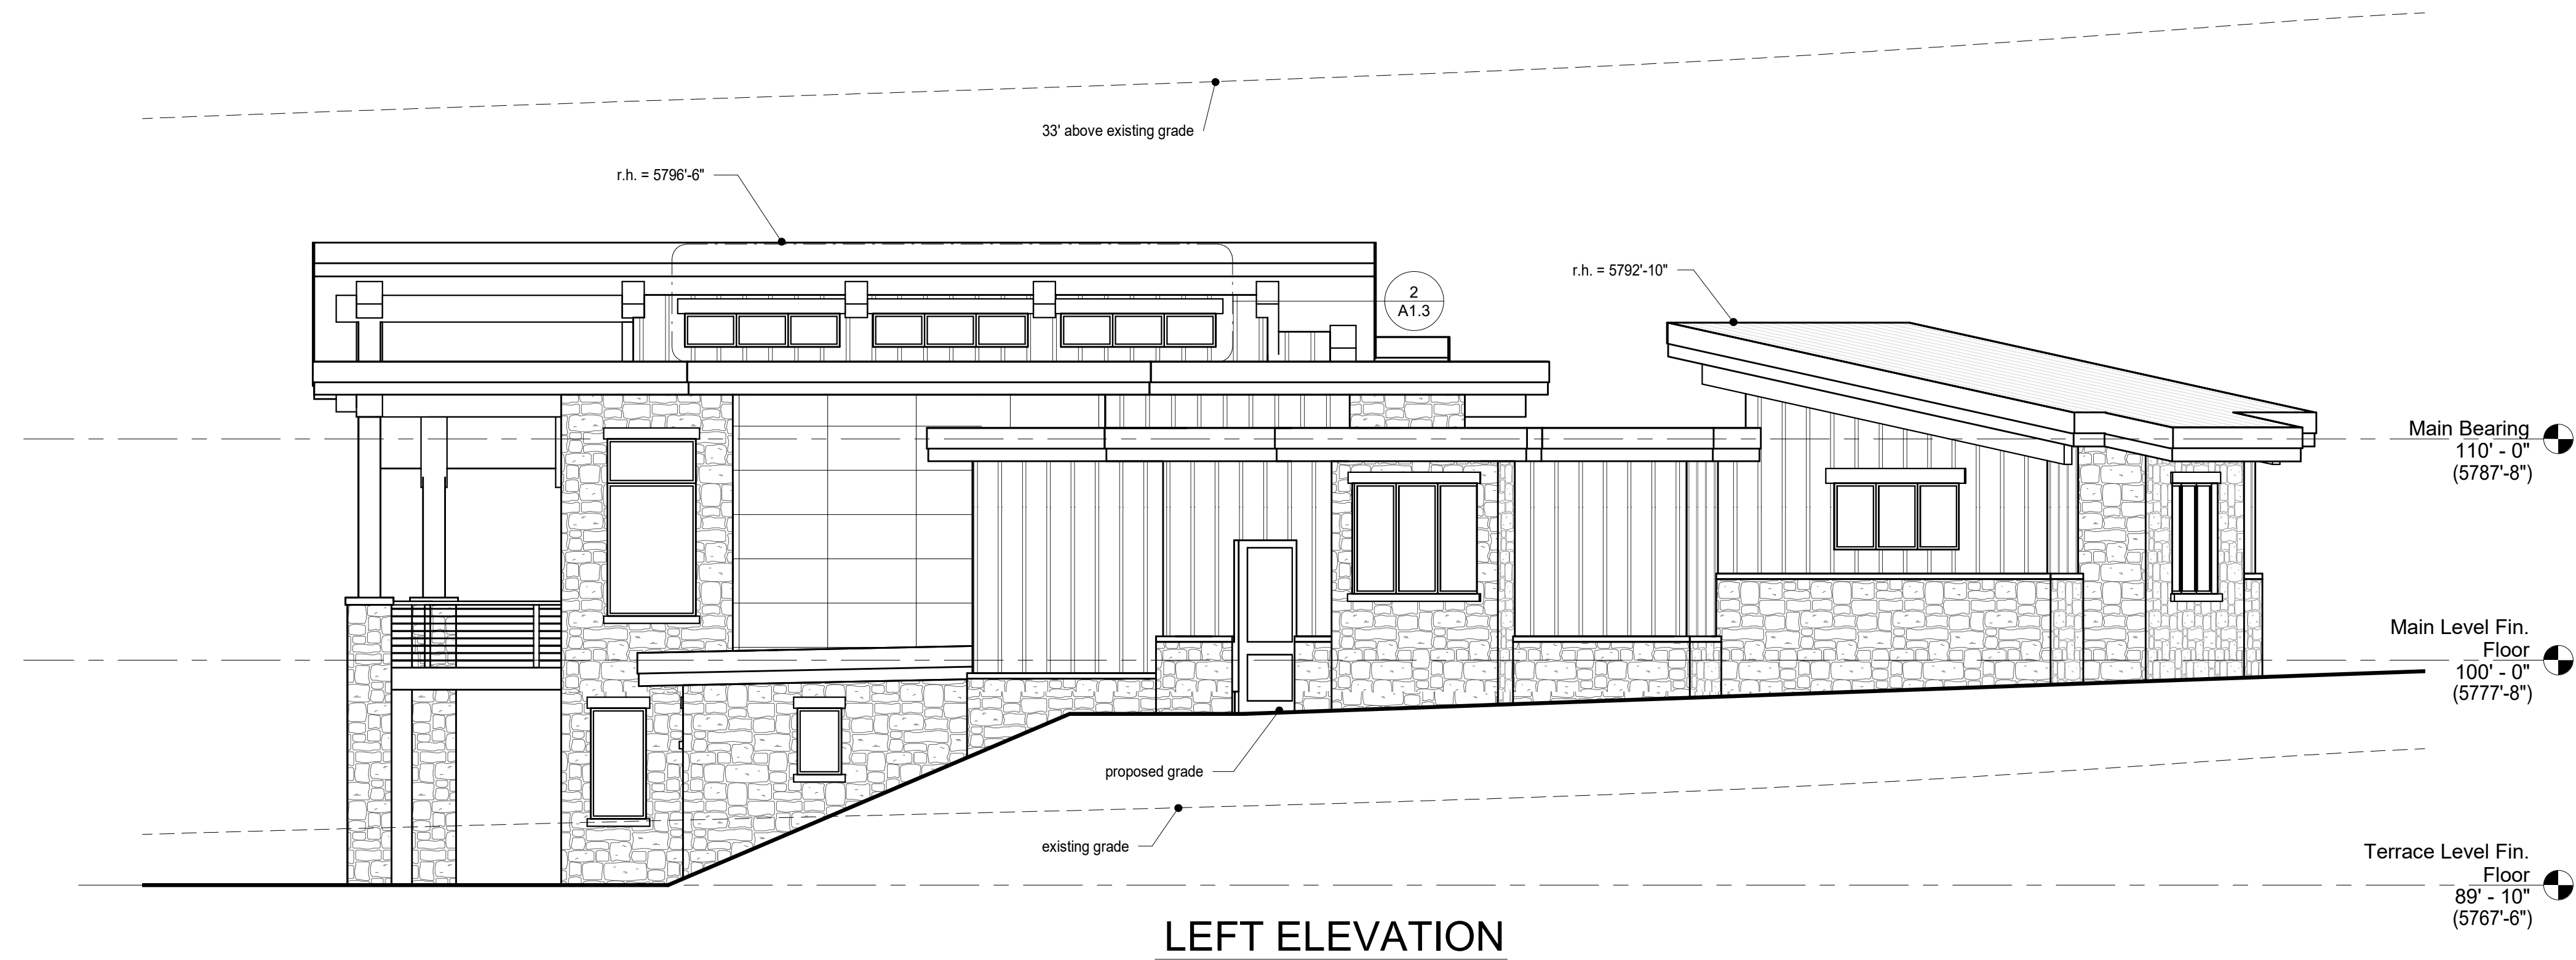 33' above existing grade
r.h. = 5796'-6"
r.h. = 5792'-10"
2
A1.3
Main Bearing
110' - 0"
(5787'-8")
Main Level Fin.
Floor
100' - 0"
(5777'-8")
proposed grade
existing grade
Terrace Level Fin.
Floor
89' - 10"
(5767'-6")
LEFT ELEVATION